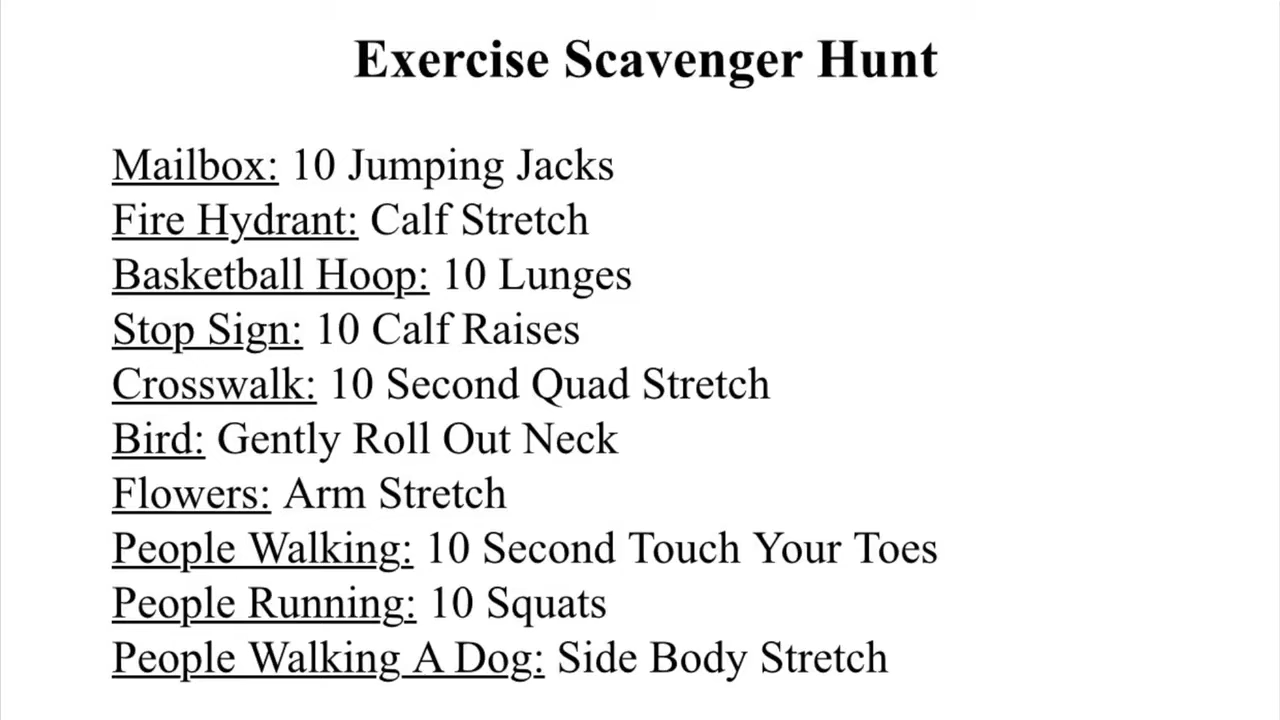 Exercise Scavenger Hunt
Mailbox: 10 Jumping Jacks
Fire Hydrant: Calf Stretch
Basketball Hoop: 10 Lunges
Stop Sign: 10 Calf Raises
Crosswalk: 10 Second Quad Stretch
Bird: Gently Roll Out Neck
Flowers: Arm Stretch
People Walking: 10 Second Touch Your Toes
People Running: 10 Squats
People Walking A Dog: Side Body Stretch